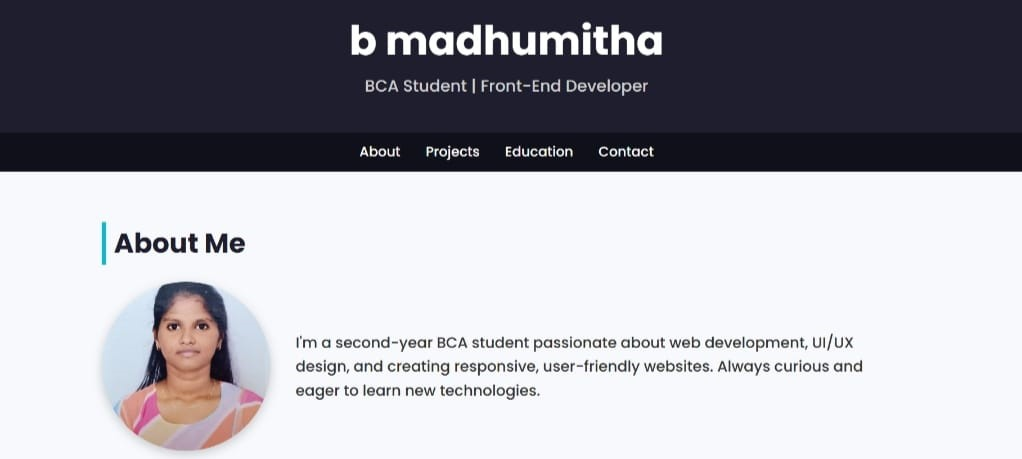 b madhumitha
BCA Student | Front-End Developer
About Projects Education Contact
About Me
I'm a second-year BCA student passionate about web development, UI/UX
design, and creating responsive, user-friendly websites. Always curious and
eager to learn new technologies.